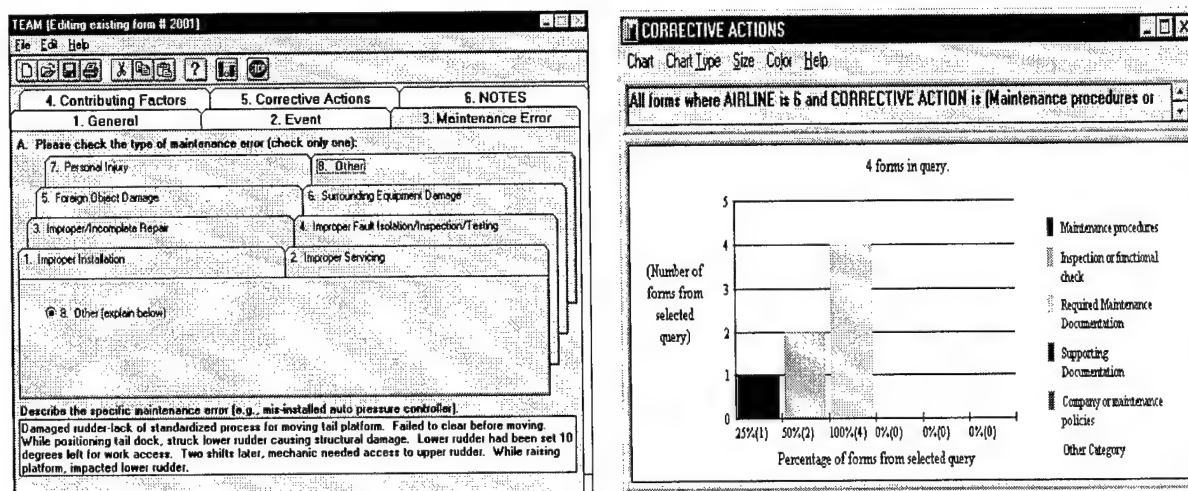 TEAM (Editing existing form # 2001)
File Edit Help
STOP
4. Contributing Factors 5. Corrective Actions 6. NOTES
1. General 2. Event 3. Maintenance Error
A. Please check the type of maintenance error (check only one):
7. Personal Injury 8. Other
5. Foreign Object Damage 6. Surrounding Equipment Damage
3. Improper/Incomplete Repair 4. Improper Fault Isolation/Inspection/Testing
1. Improper Installation 2. Improper Servicing
8. Other (explain below)
Describe the specific maintenance error (e.g., mis-installed auto pressure controller).
Damaged rudder-lack of standardized process for moving tail platform. Failed to clear before moving.
While positioning tail dock, struck lower rudder causing structural damage. Lower rudder had been set 10
degrees left for work access. Two shifts later, mechanic needed access to upper rudder. While raising
platform, impacted lower rudder.
CORRECTIVE ACTIONS
Chart Chart Type Size Color Help
All forms where AIRLINE is 6 and CORRECTIVE ACTION is (Maintenance procedures or
4 forms in query.
5
4
3
2
1
0
(Number of
forms from
selected
query)
25%(1) 50%(2) 100%(4) 0%(0) 0%(0) 0%(0)
Percentage of forms from selected query
Maintenance procedures
Inspection or functional
check
Required Maintenance
Documentation
Supporting
Documentation
Company or maintenance
policies
Other Category